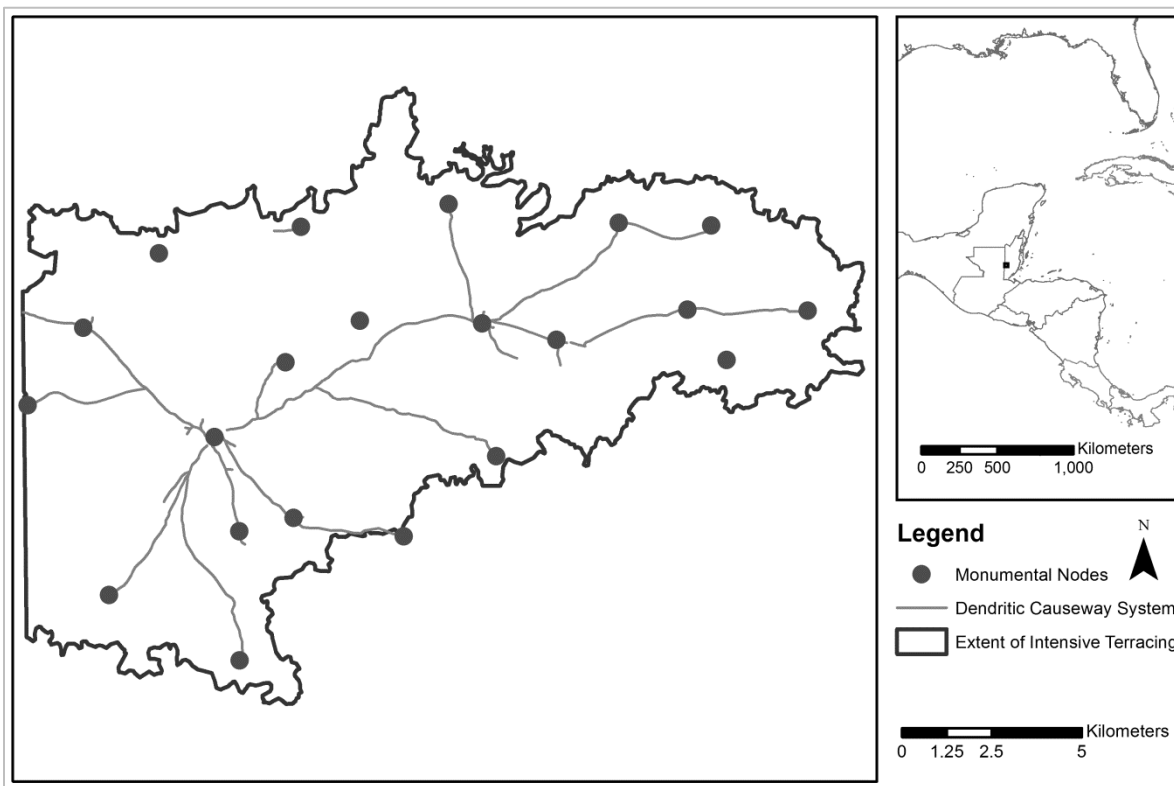 Kilometers
0 250 500 1,000
Legend
N
Monumental Nodes
Dendritic Causeway System
Extent of Intensive Terracing
Kilometers
0 1.25 2.5 5